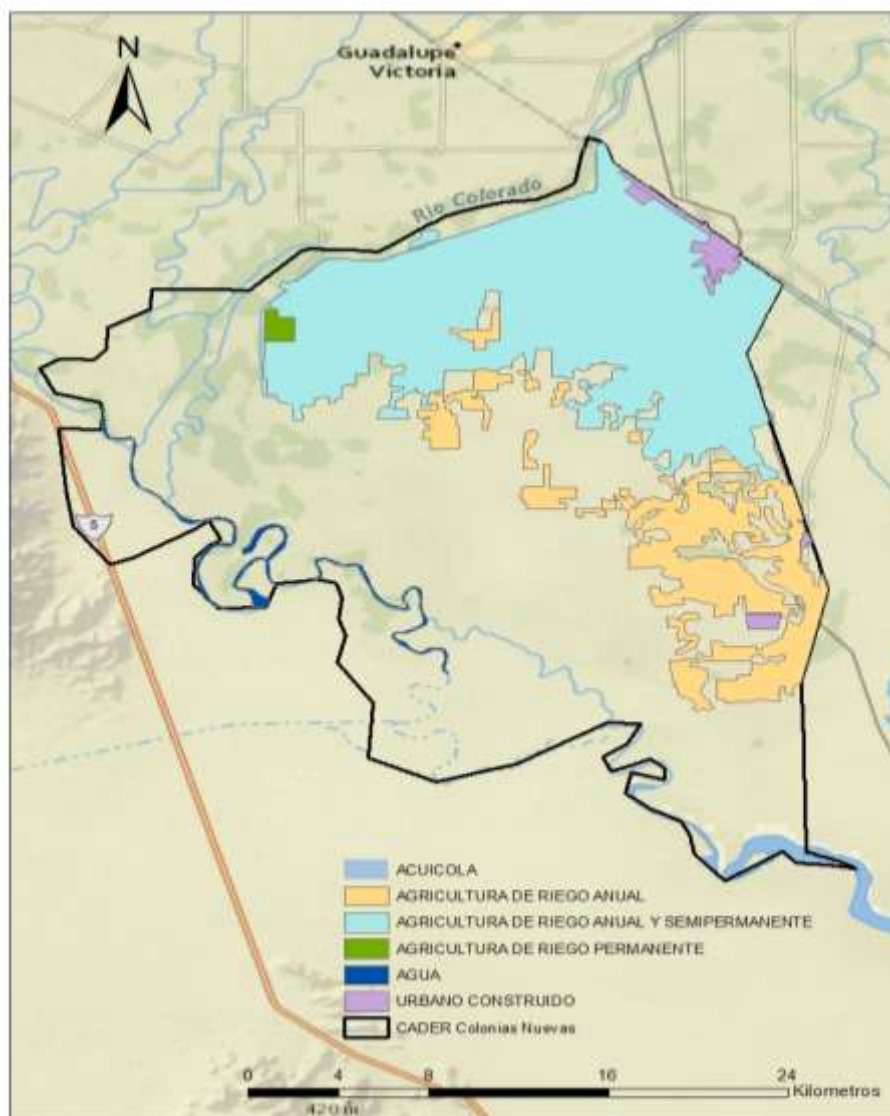 N
Guadalupe
Victoria
Rio Colorado
5
ACUICOLA
AGRICULTURA DE RIEGO ANUAL
AGRICULTURA DE RIEGO ANUAL Y SEMIPERMANENTE
AGRICULTURA DE RIEGO PERMANENTE
AGUA
URBANO CONSTRUIDO
CADER Colonias Nuevas
0 4 8 16 24
Kilometros
420 m